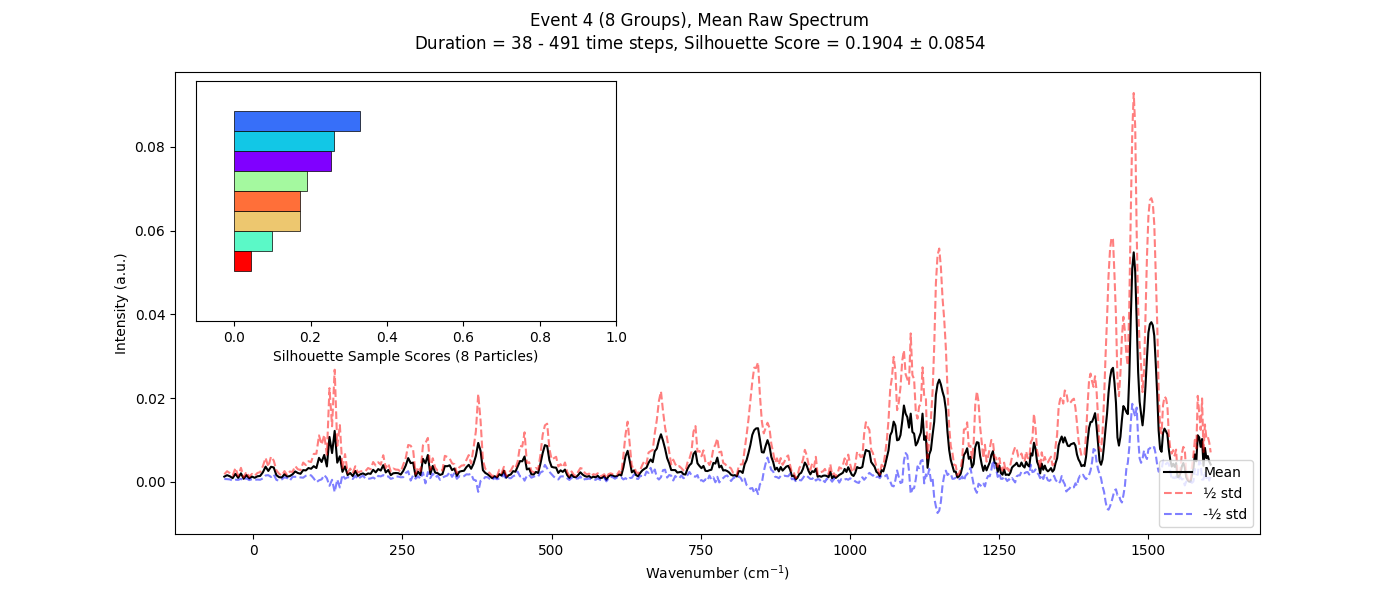 Event 4 (8 Groups), Mean Raw Spectrum
Duration = 38 - 491 time steps, Silhouette Score = 0.1904 ± 0.0854
0.08
0.06
0.04
0.02
0.00
Intensity (a.u.)
0.0 0.2 0.4 0.6 0.8 1.0
Silhouette Sample Scores (8 Particles)
Mean
½ std
-½ std
0 250 500 750 1000 1250 1500
Wavenumber (cm⁻¹)